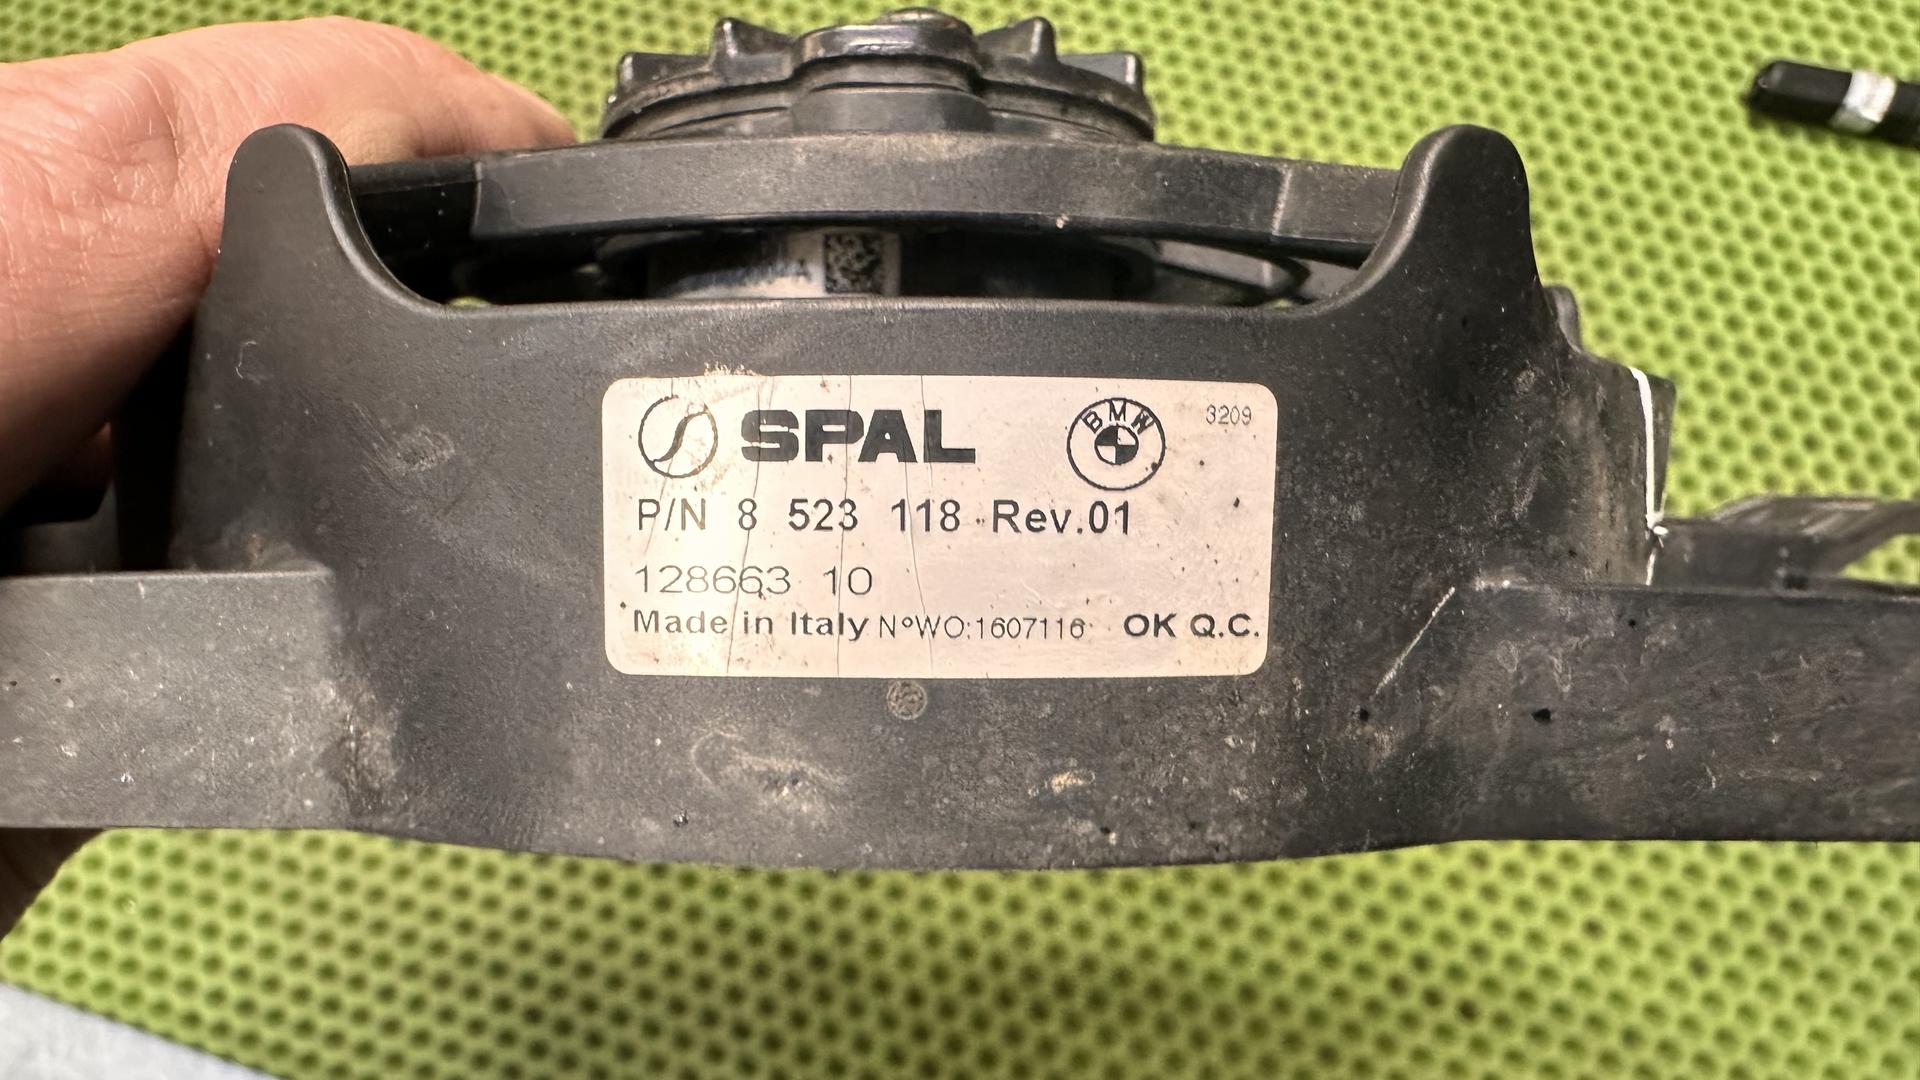 SPAL BMW 3209
P/N 8 523 118 Rev.01
128663 10
Made in Italy N°WO:1607116 OK Q.C.